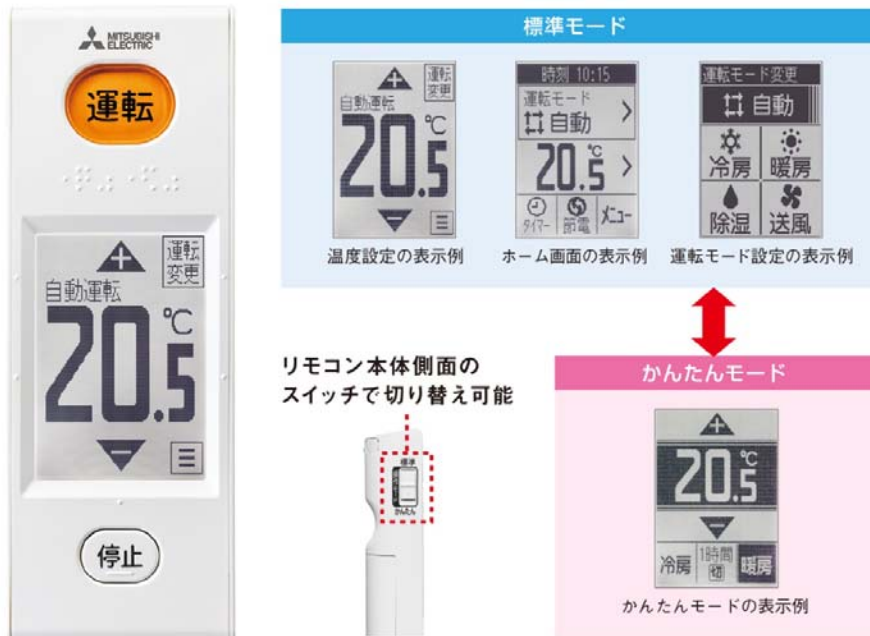 MITSUBISHI
ELECTRIC
運転
自動運転
運転
変更
20.5
℃
停止
標準モード
自動運転
運転
変更
20.5
℃
温度設定の表示例
時刻 10:15
運転モード
自動
20.5℃
タイマー
節電
メニュー
ホーム画面の表示例
運転モード変更
自動
冷房
暖房
除湿
送風
運転モード設定の表示例
リモコン本体側面の
スイッチで切り替え可能
標準
かんたん
かんたんモード
20.5℃
冷房
1時間
切
暖房
かんたんモードの表示例